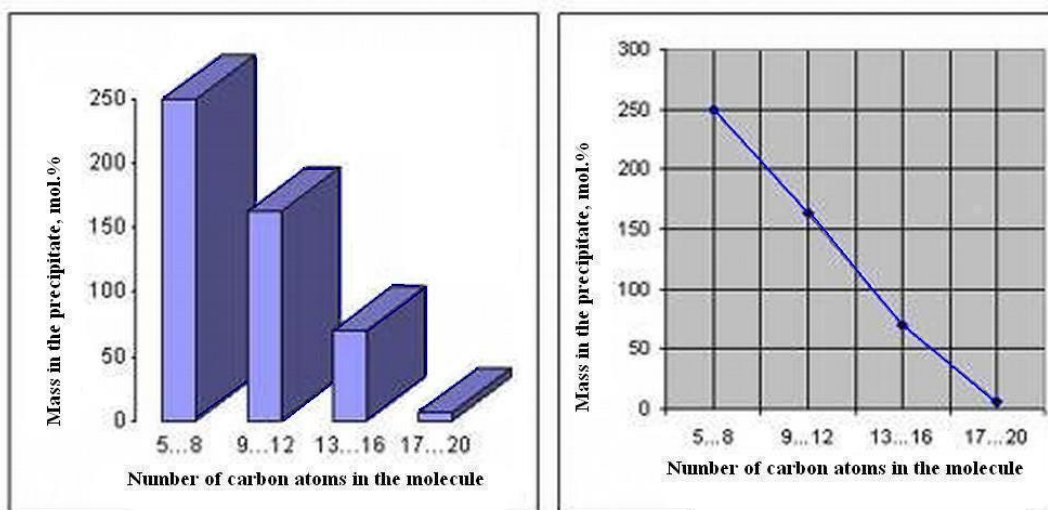 Mass in the precipitate, mol.%
250
200
150
100
50
0
5...8 9...12 13...16 17...20
Number of carbon atoms in the molecule
Mass in the precipitate, mol.%
300
250
200
150
100
50
0
5...8 9...12 13...16 17...20
Number of carbon atoms in the molecule